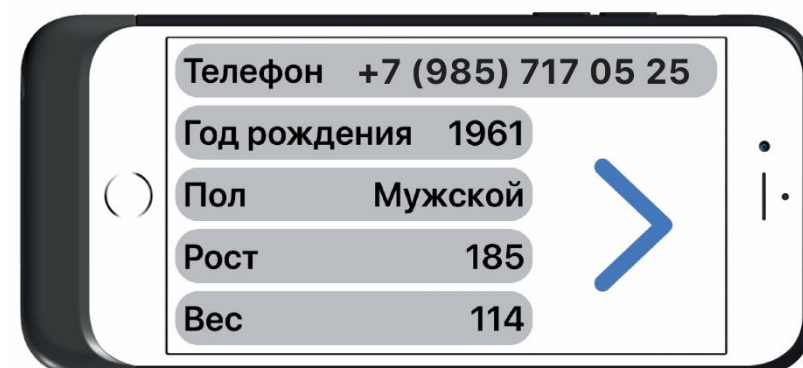 Телефон +7 (985) 717 05 25
Год рождения 1961
Пол Мужской
Рост 185
Вес 114